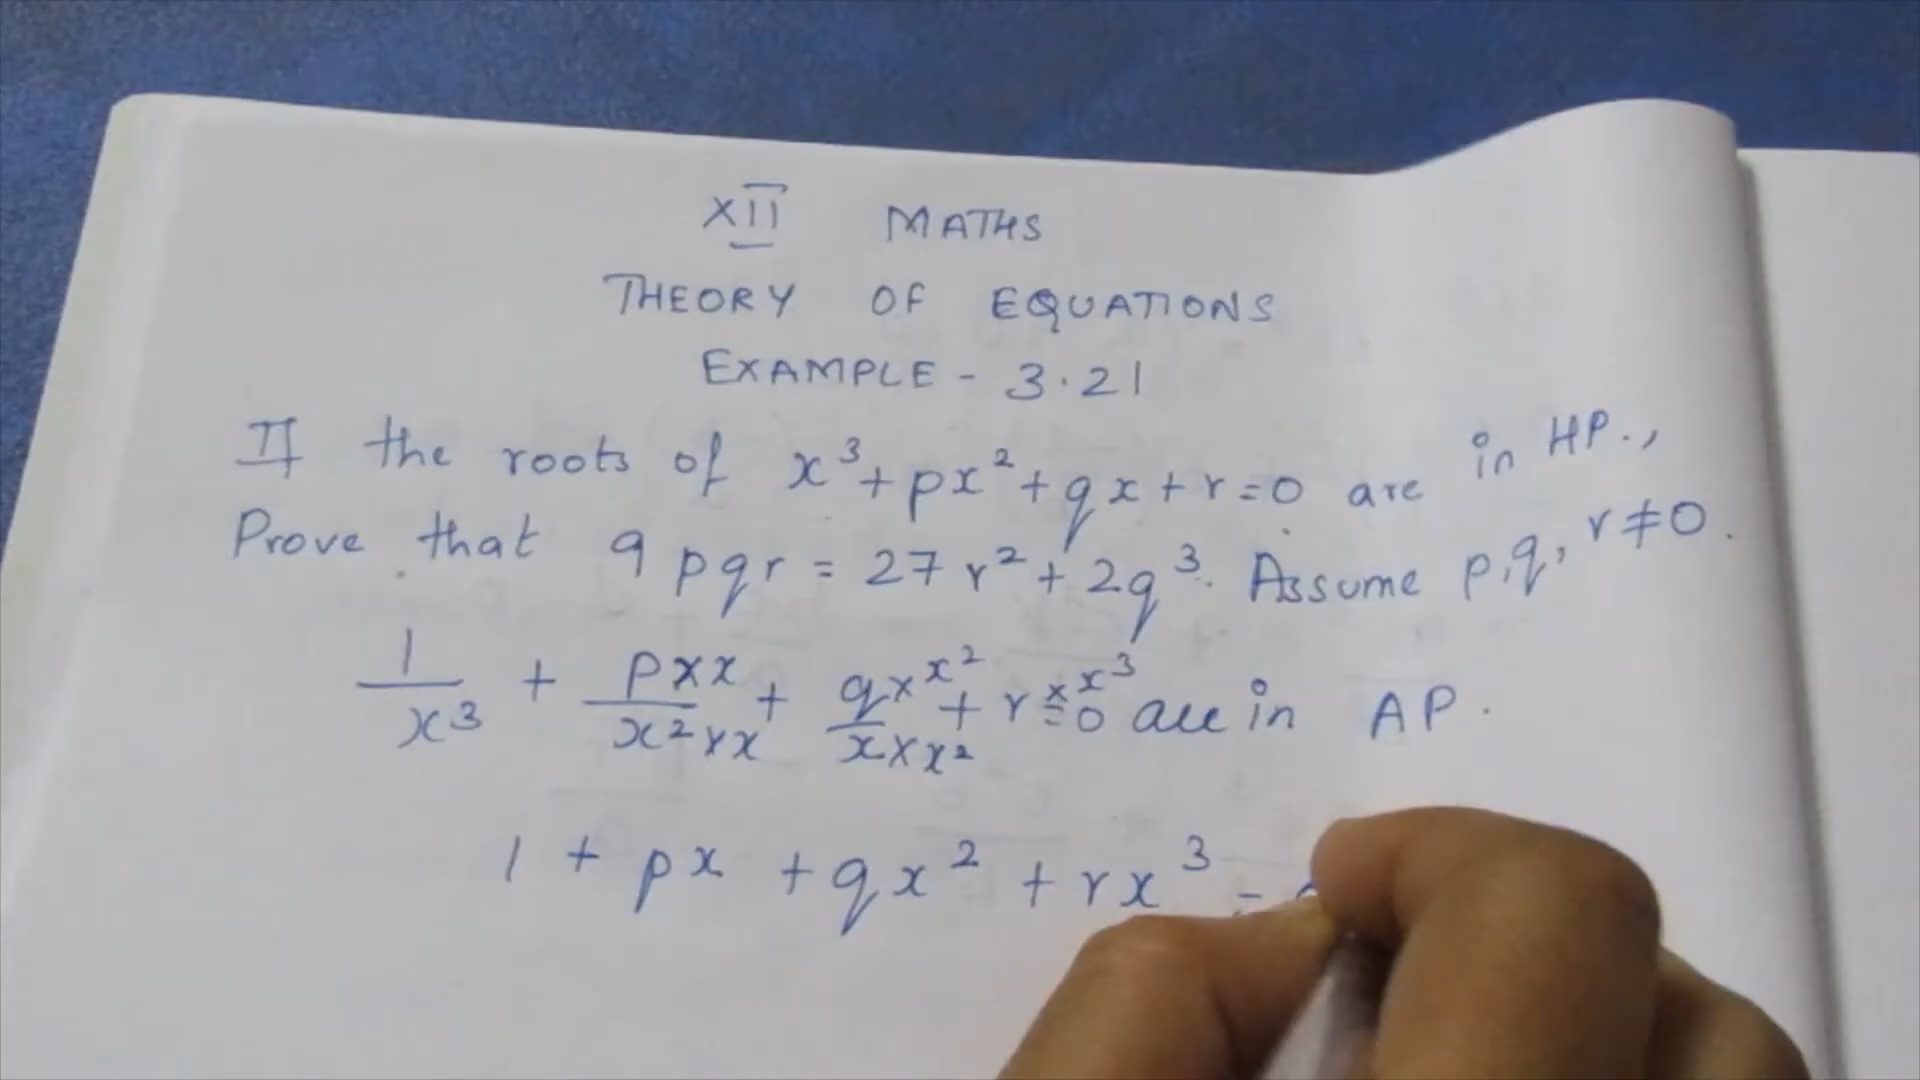 XII MATHS
THEORY OF EQUATIONS
EXAMPLE - 3.21
If the roots of x³+px²+qx+r=0 are in HP.,
Prove that 9pqr = 27r²+2q³. Assume p,q, r≠0.
1/x³ + p×x/x²×x + q×x²/x×x² + r×x³=0 are in AP.
1 + px + qx² + rx³ =